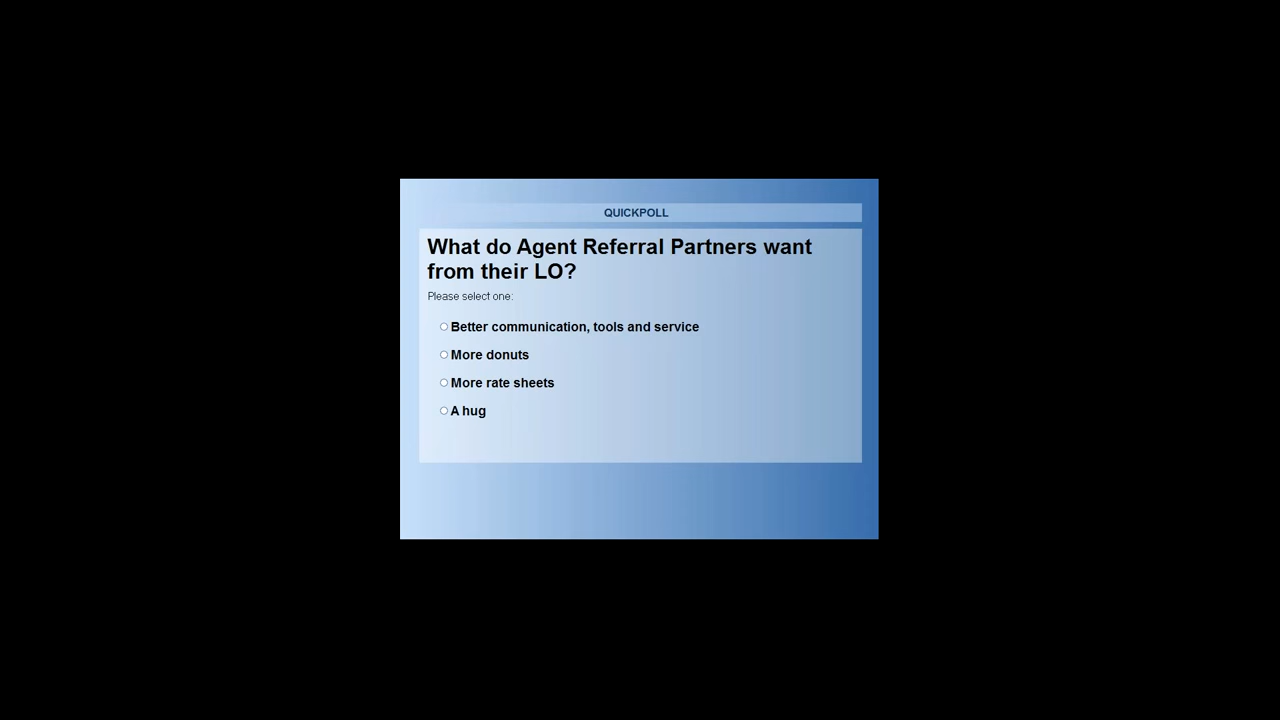 QUICKPOLL
What do Agent Referral Partners want
from their LO?
Please select one:
Better communication, tools and service
More donuts
More rate sheets
A hug